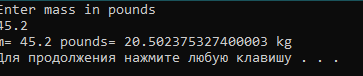 Enter mass in pounds
45.2
m= 45.2 pounds= 20.502375327400003 kg
Для продолжения нажмите любую клавишу . . .